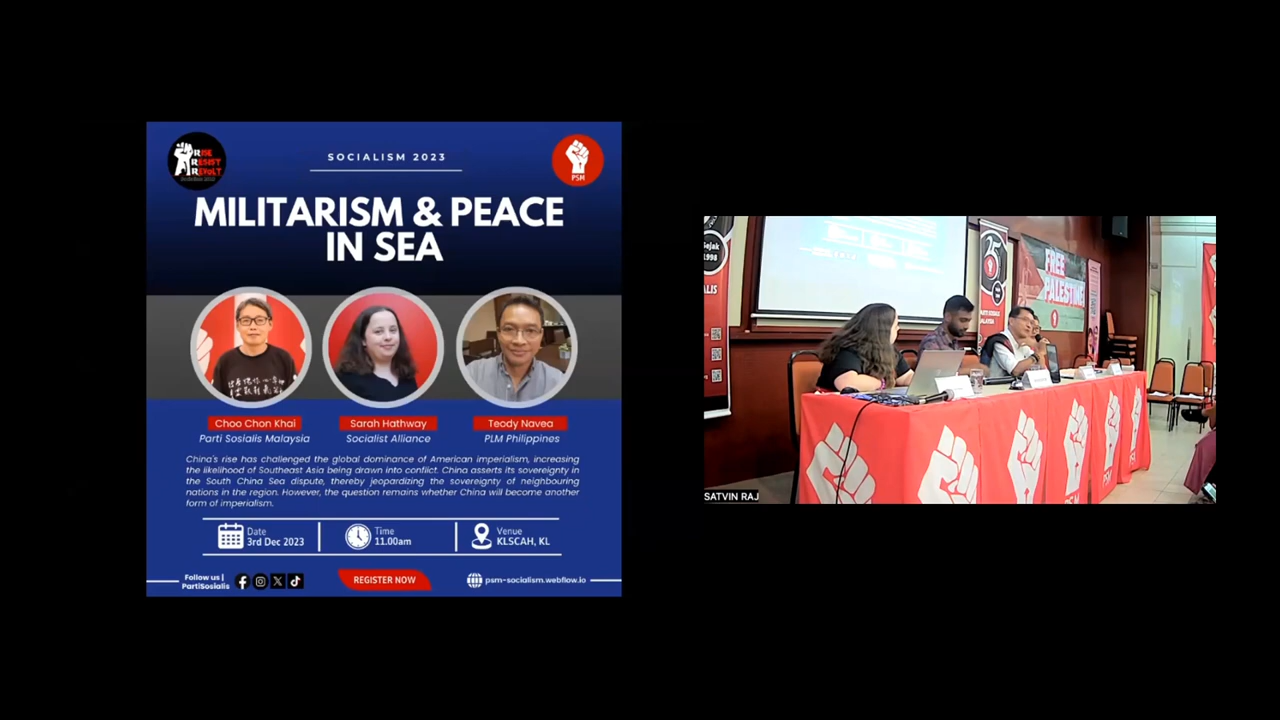 RISE
RESIST
REVOLT
SOCIALISM 2023
PSM
MILITARISM & PEACE
IN SEA
Choo Chon Khai
Parti Sosialis Malaysia
Sarah Hathway
Socialist Alliance
Teody Navea
PLM Philippines
China's rise has challenged the global dominance of American imperialism, increasing
the likelihood of Southeast Asia being drawn into conflict. China asserts its sovereignty in
the South China Sea dispute, thereby jeopardizing the sovereignty of neighbouring
nations in the region. However, the question remains whether China will become another
form of imperialism.
Date
3rd Dec 2023
Time
11.00am
Venue
KLSCAH, KL
Follow us |
PartiSosialis
REGISTER NOW
psm-socialism.webflow.io
Sejak
1998
25
FREE
PALESTINE
PSM
PSM
SATVIN RAJ